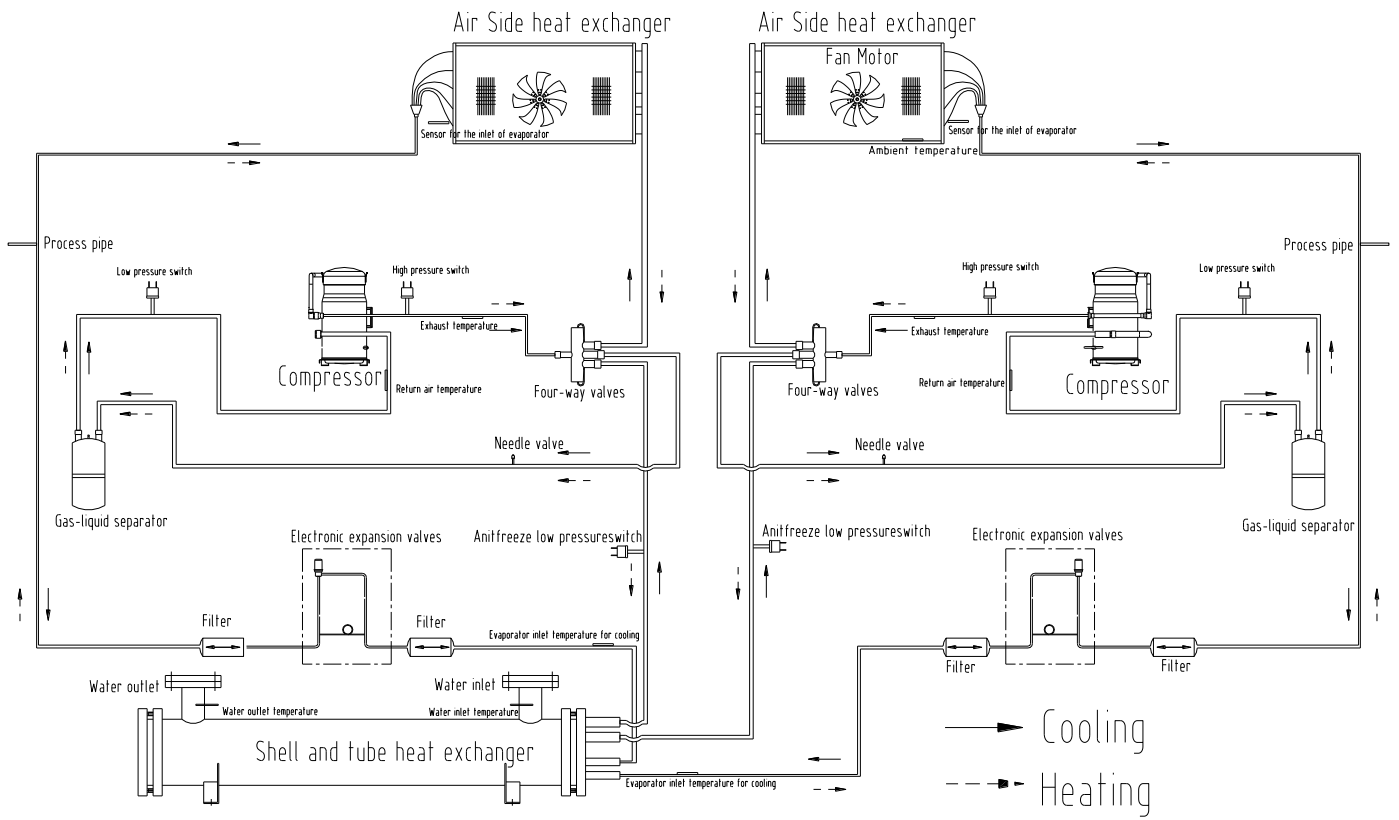 Air Side heat exchanger
Air Side heat exchanger
Fan Motor
Sensor for the inlet of evaporator
Sensor for the inlet of evaporator
Ambient temperature
Process pipe
Process pipe
Low pressure switch
High pressure switch
High pressure switch
Low pressure switch
Exhaust temperature
Exhaust temperature
Compressor
Return air temperature
Four-way valves
Four-way valves
Return air temperature
Compressor
Needle valve
Needle valve
Gas-liquid separator
Gas-liquid separator
Electronic expansion valves
Anitfreeze low pressureswitch
Anitfreeze low pressureswitch
Electronic expansion valves
Filter
Filter
Evaporator inlet temperature for cooling
Filter
Filter
Water outlet
Water inlet
Water outlet temperature
Water inlet temperature
Shell and tube heat exchanger
Evaporator inlet temperature for cooling
Cooling
Heating